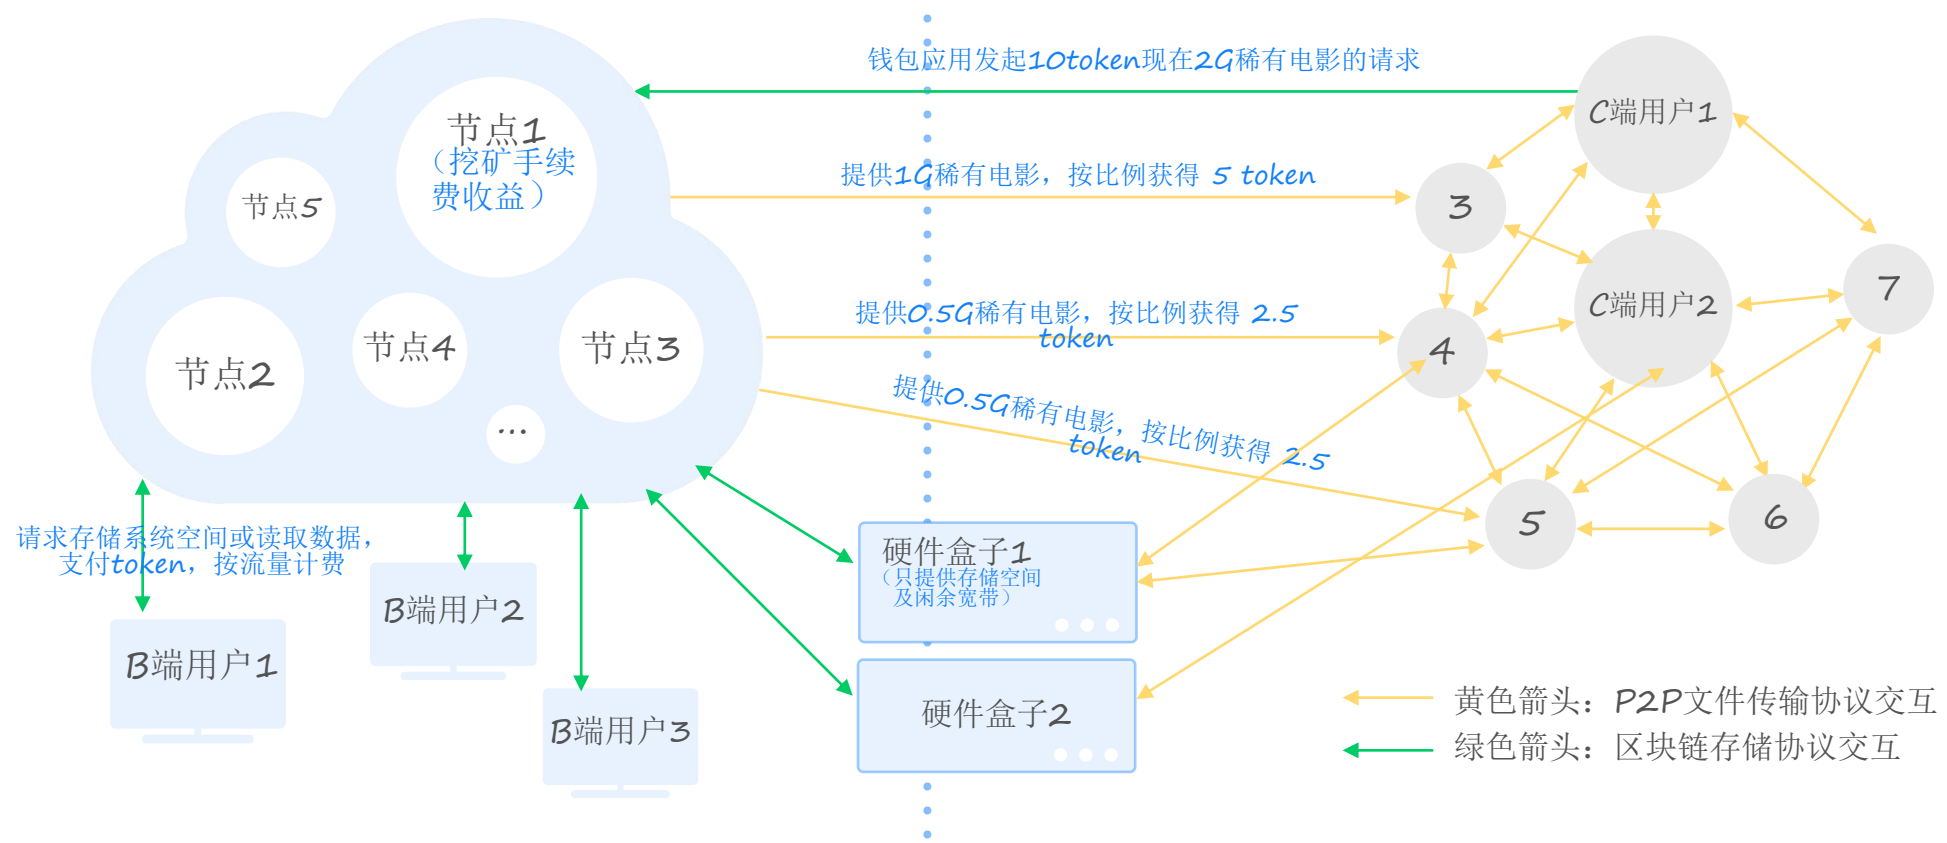 钱包应用发起10token现在2G稀有电影的请求
C端用户1
节点1
（挖矿手续
费收益）
节点5
提供1G稀有电影，按比例获得 5 token
3
C端用户2
7
提供0.5G稀有电影，按比例获得 2.5
token
节点2
节点4
节点3
...
4
提供0.5G稀有电影，按比例获得 2.5
token
请求存储系统空间或读取数据，
支付token，按流量计费
硬件盒子1
（只提供存储空间
及闲余宽带）
5
6
B端用户1
B端用户2
B端用户3
硬件盒子2
黄色箭头：P2P文件传输协议交互
绿色箭头：区块链存储协议交互